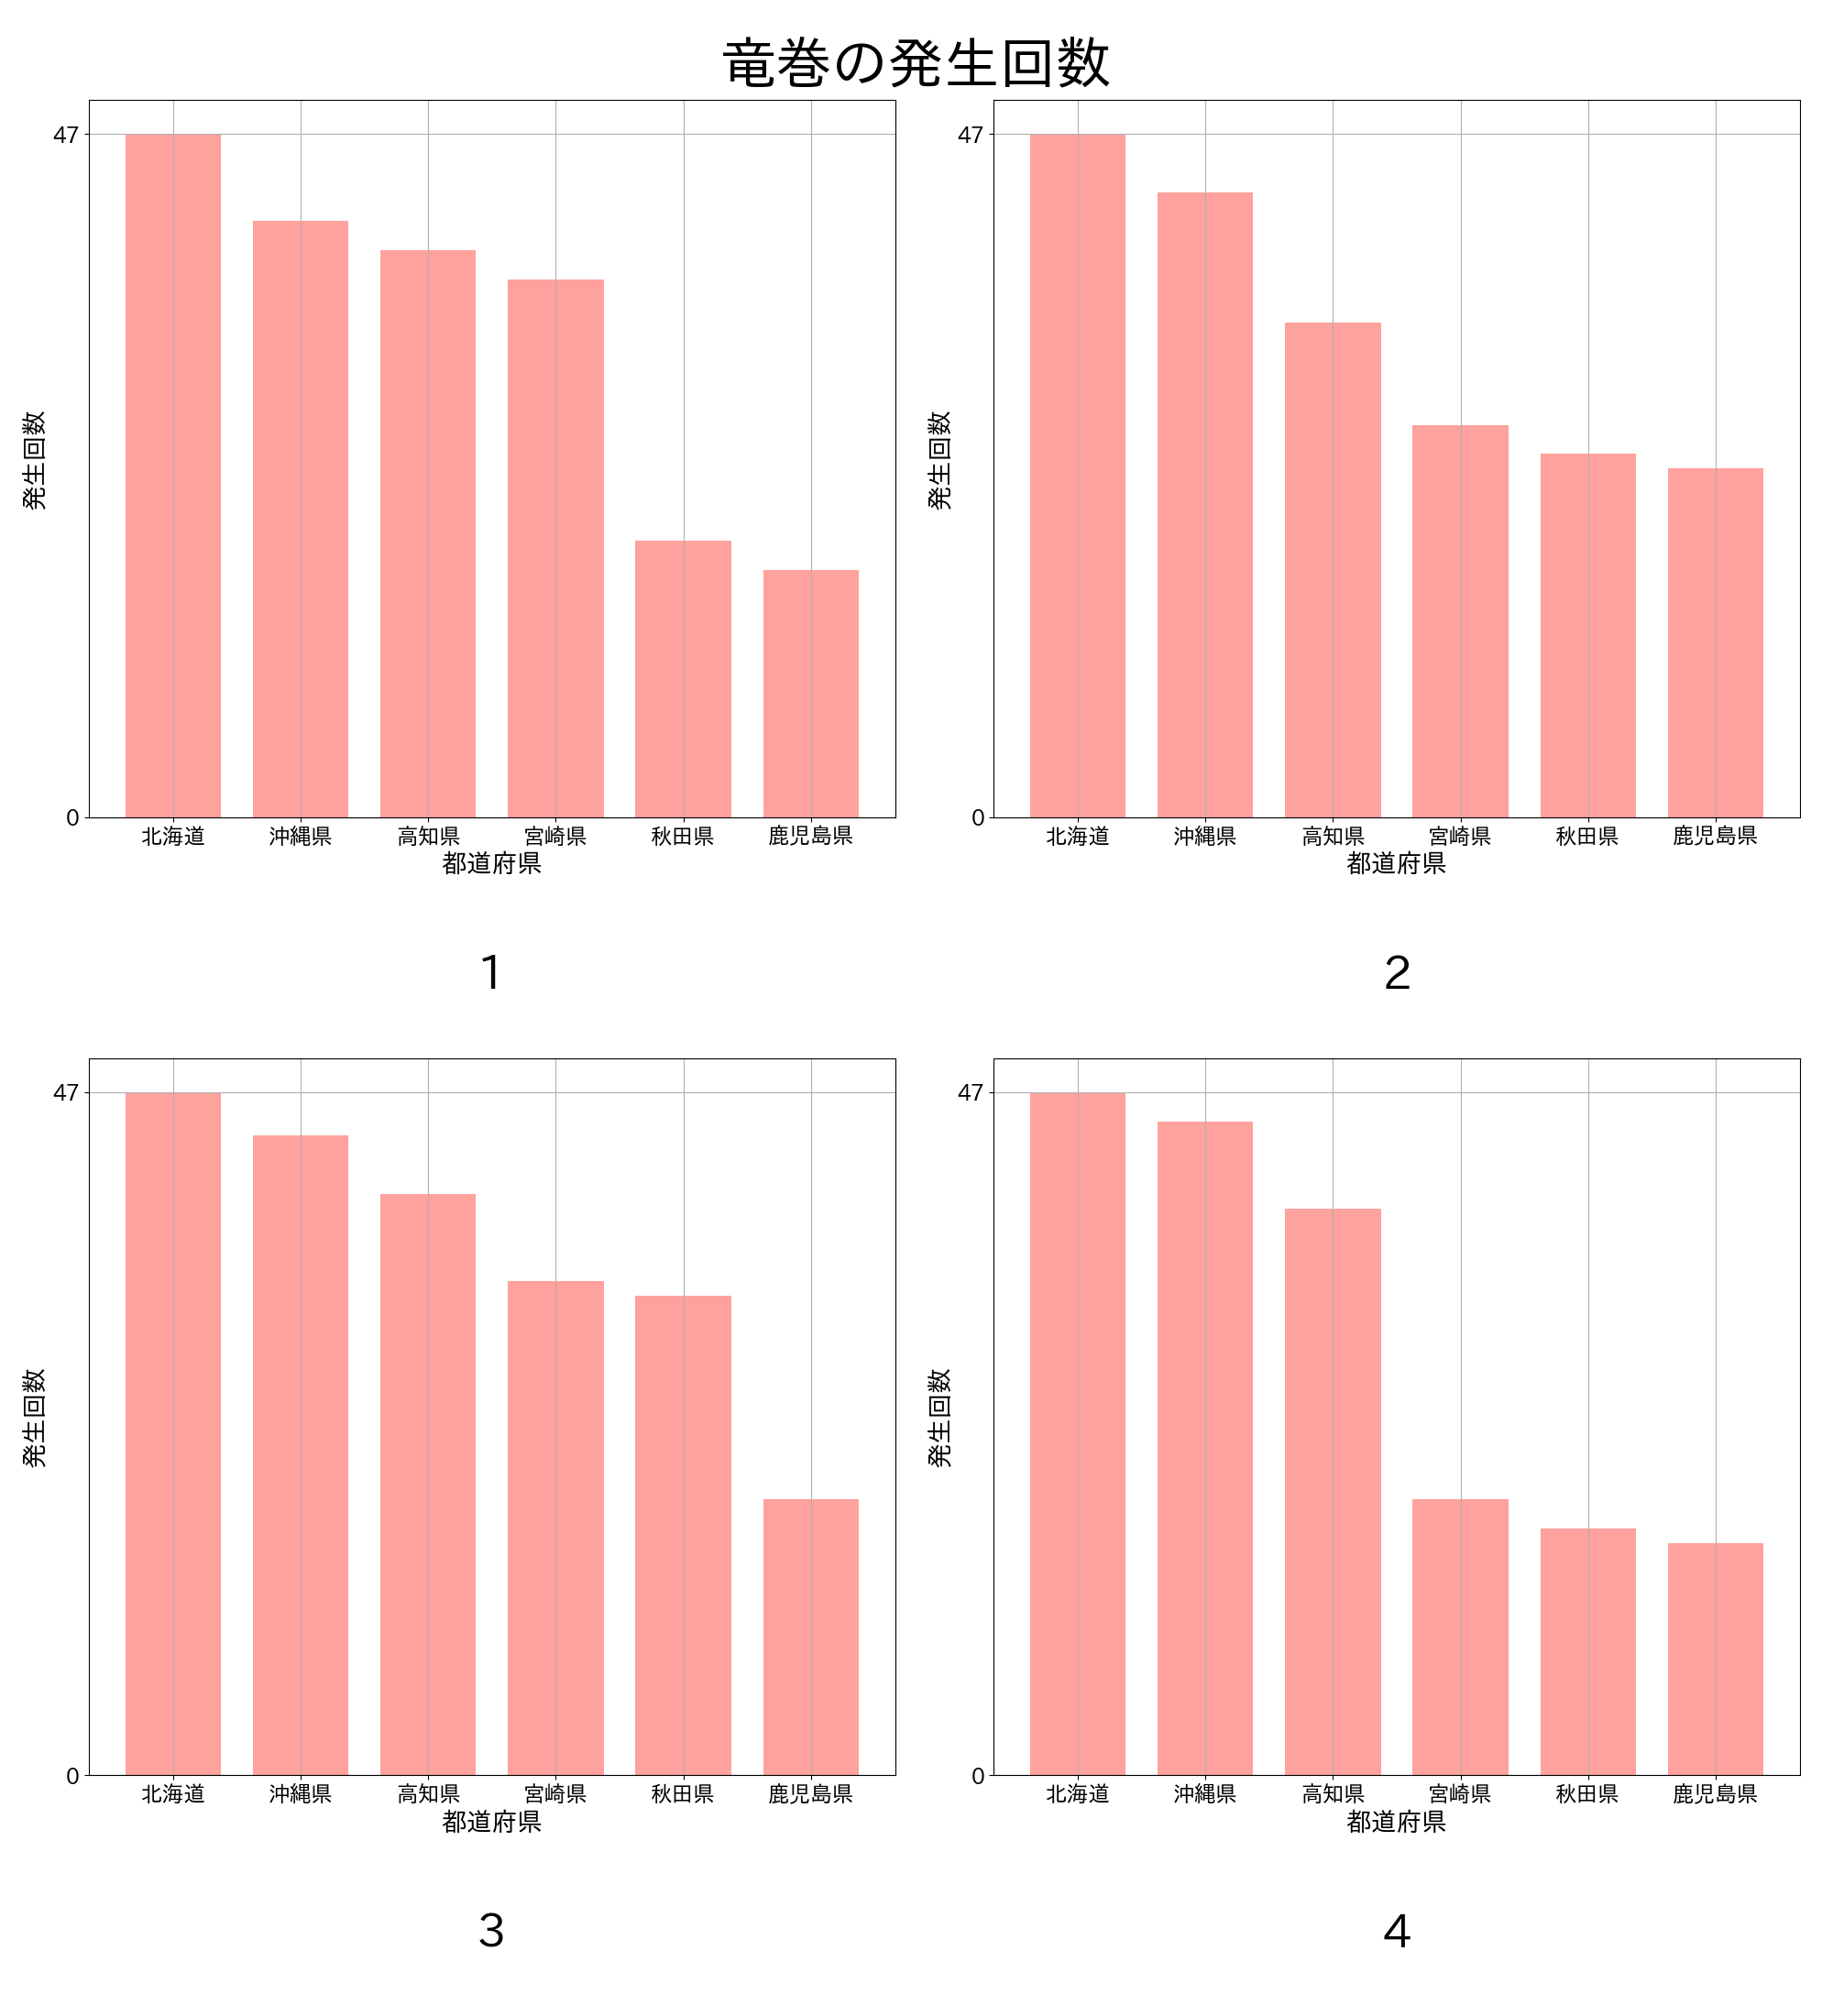 竜巻の発生回数
47
0
発生回数
北海道 沖縄県 高知県 宮崎県 秋田県 鹿児島県
都道府県
1
47
0
発生回数
北海道 沖縄県 高知県 宮崎県 秋田県 鹿児島県
都道府県
2
47
0
発生回数
北海道 沖縄県 高知県 宮崎県 秋田県 鹿児島県
都道府県
3
47
0
発生回数
北海道 沖縄県 高知県 宮崎県 秋田県 鹿児島県
都道府県
4